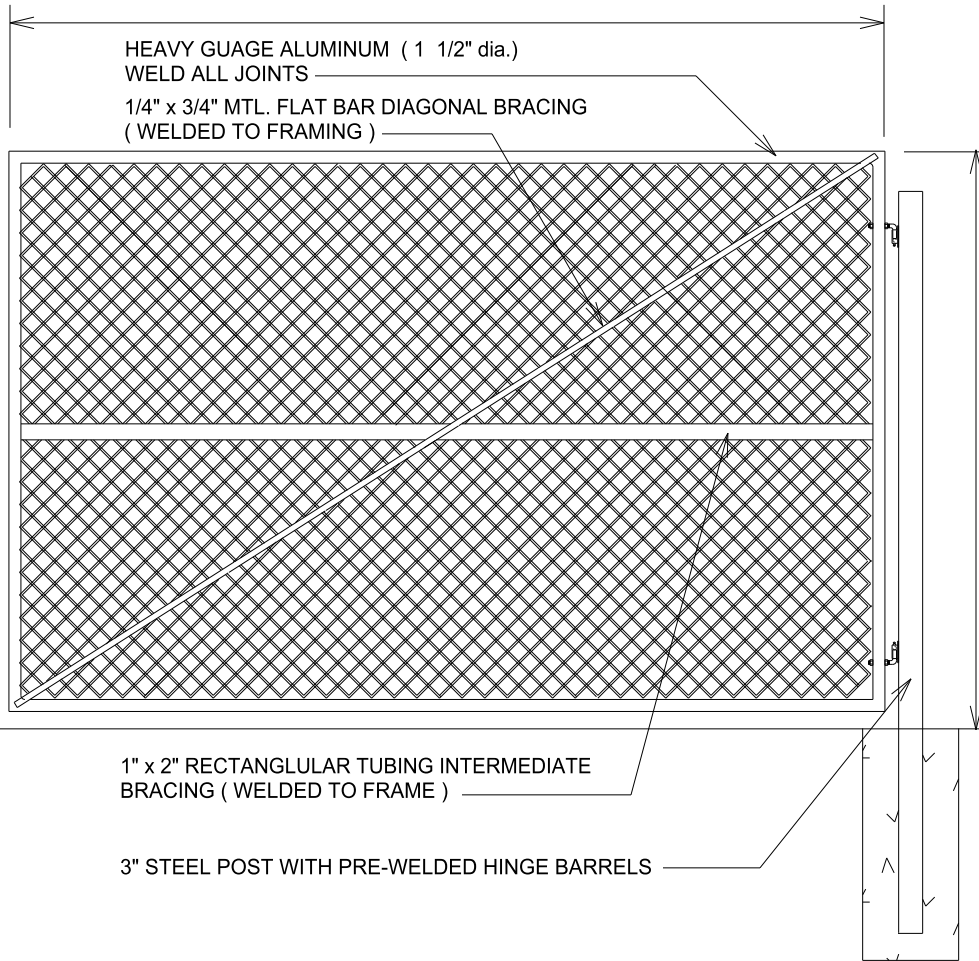 HEAVY GUAGE ALUMINUM ( 1 1/2" dia.)
WELD ALL JOINTS
1/4" x 3/4" MTL. FLAT BAR DIAGONAL BRACING
( WELDED TO FRAMING )
1" x 2" RECTANGLULAR TUBING INTERMEDIATE
BRACING ( WELDED TO FRAME )
3" STEEL POST WITH PRE-WELDED HINGE BARRELS